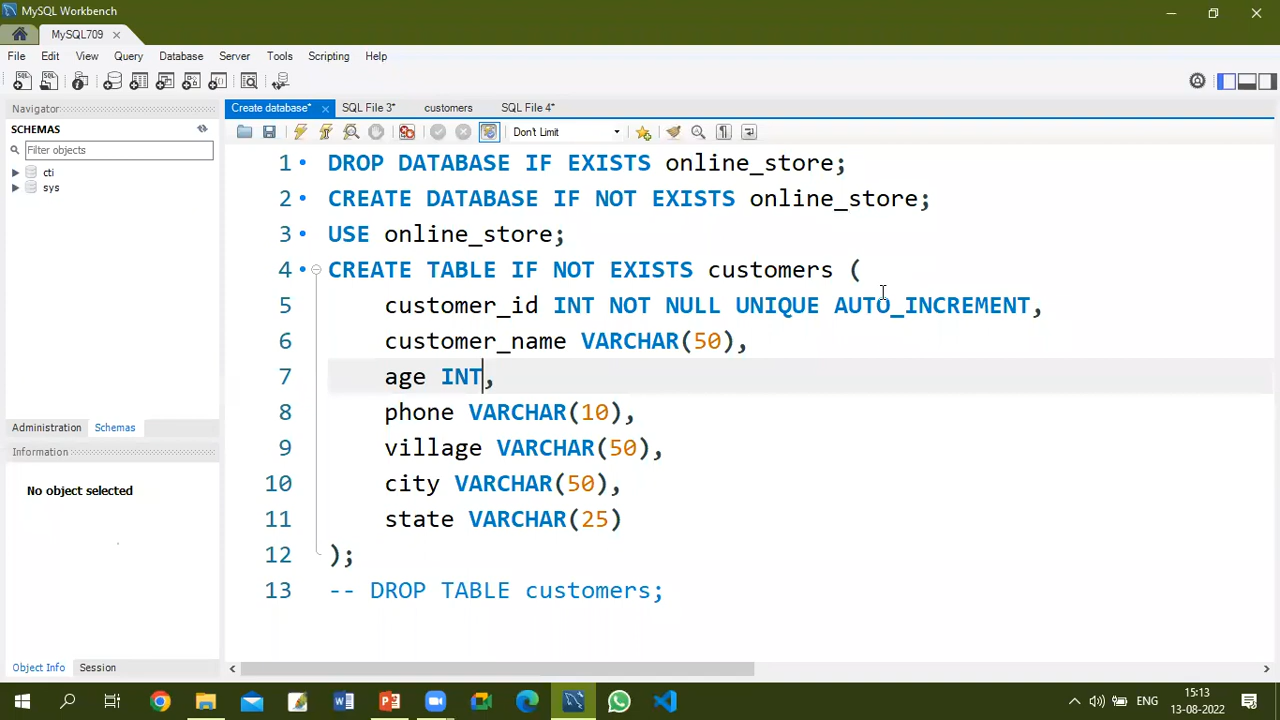 MySQL Workbench
MySQL709
File Edit View Query Database Server Tools Scripting Help
Navigator
SCHEMAS
Filter objects
cti
sys
Administration Schemas
Information
No object selected
Object Info Session
Create database* SQL File 3* customers SQL File 4*
Don't Limit
1 DROP DATABASE IF EXISTS online_store;
2 CREATE DATABASE IF NOT EXISTS online_store;
3 USE online_store;
4 CREATE TABLE IF NOT EXISTS customers (
5 customer_id INT NOT NULL UNIQUE AUTO_INCREMENT,
6 customer_name VARCHAR(50),
7 age INT,
8 phone VARCHAR(10),
9 village VARCHAR(50),
10 city VARCHAR(50),
11 state VARCHAR(25)
12 );
13 -- DROP TABLE customers;
ENG
15:13
13-08-2022